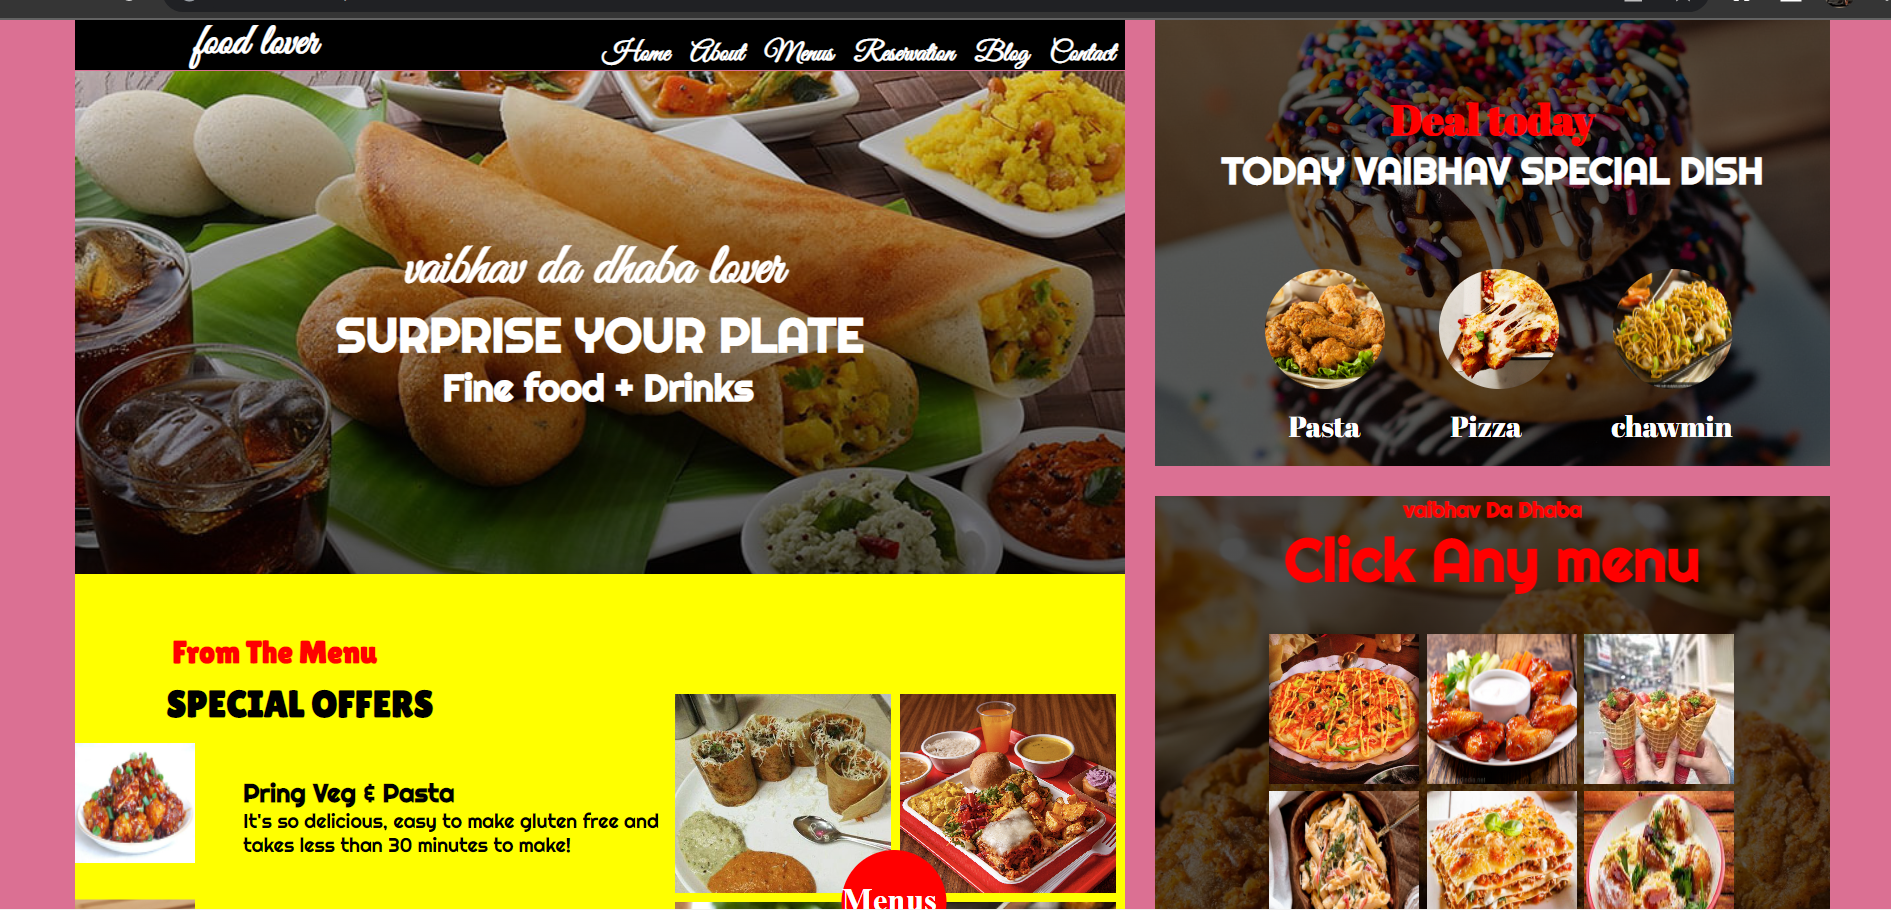 food lover
Home About Menus Reservation Blog Contact
vaibhav da dhaba lover
SURPRISE YOUR PLATE
Fine food + Drinks
From The Menu
SPECIAL OFFERS
Pring Veg & Pasta
It's so delicious, easy to make gluten free and
takes less than 30 minutes to make!
Menus
Deal today
TODAY VAIBHAV SPECIAL DISH
Pasta Pizza chawmin
vaibhav Da Dhaba
Click Any menu